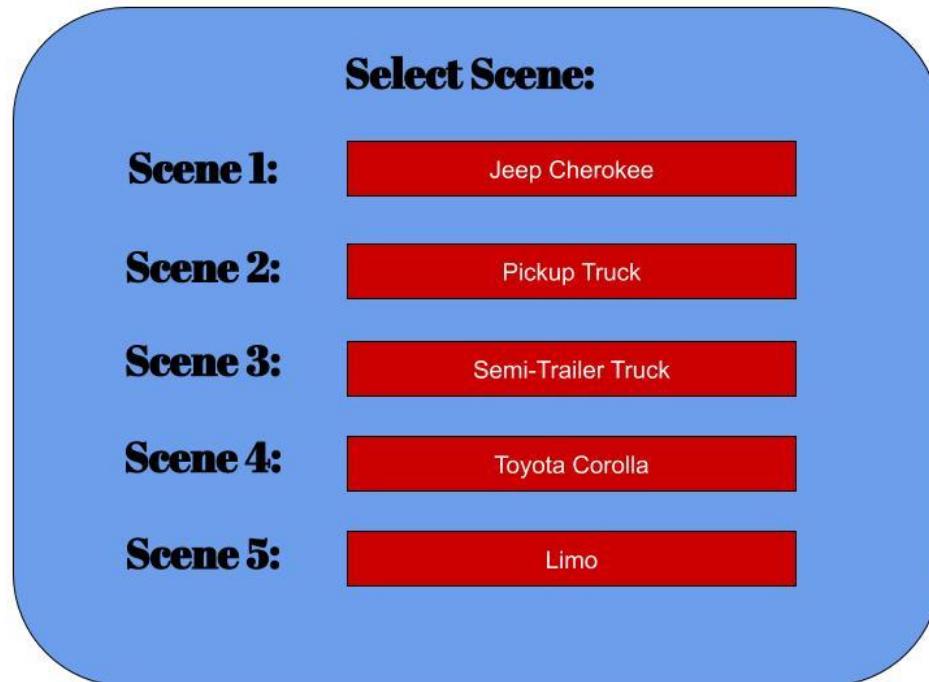 Select Scene:
Scene 1: Jeep Cherokee
Scene 2: Pickup Truck
Scene 3: Semi-Trailer Truck
Scene 4: Toyota Corolla
Scene 5: Limo